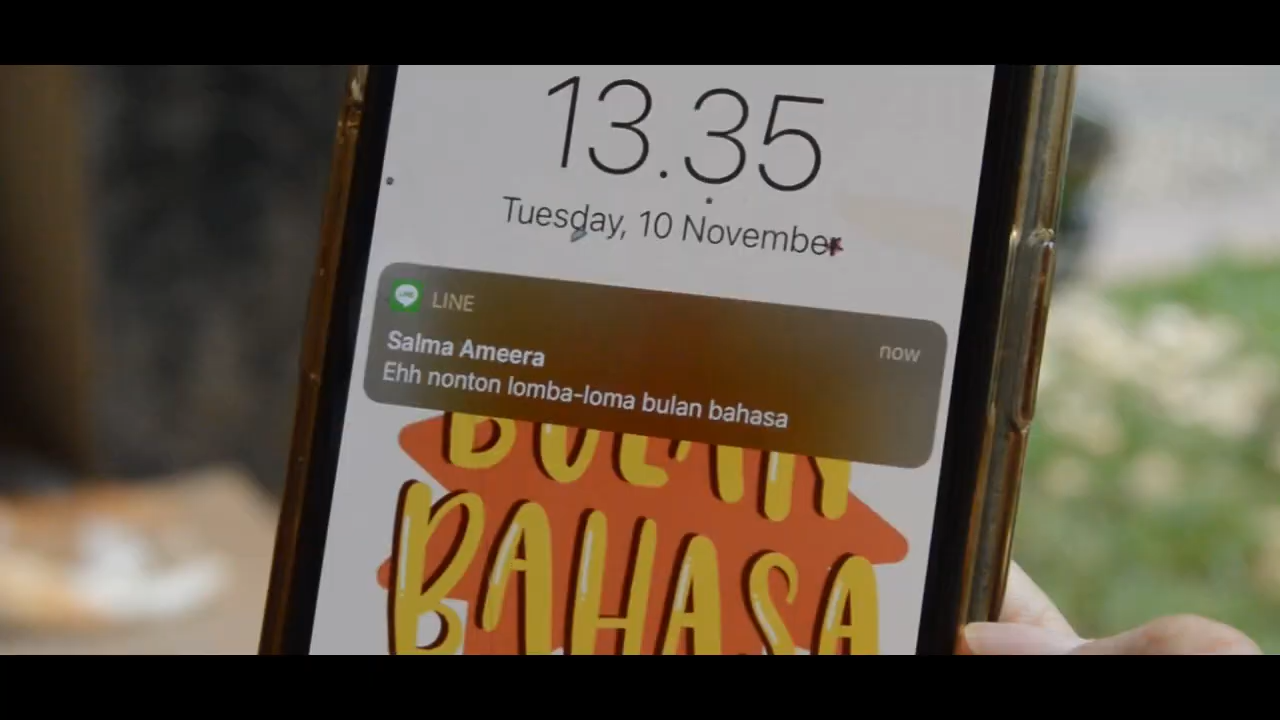 13.35
Tuesday, 10 November
LINE
now
Salma Ameera
Ehh nonton lomba-loma bulan bahasa
BULAN
BAHASA